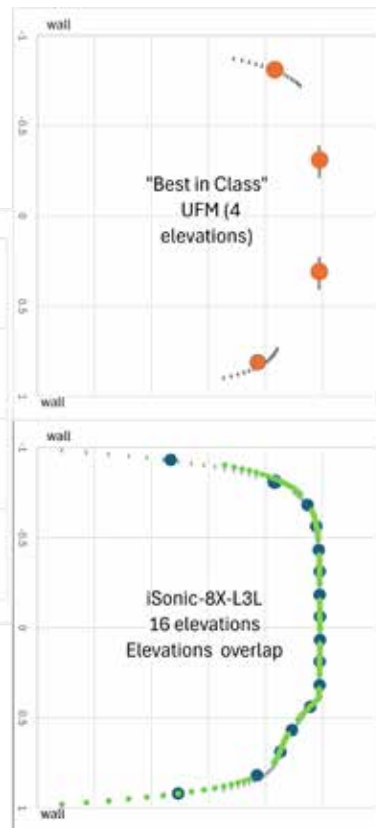 wall
-1
-0.5
"Best in Class"
UFM (4
elevations)
0
0.5
1
wall
wall
-1
-0.5
iSonic-8X-L3L
16 elevations
Elevations overlap
0
0.5
1
wall